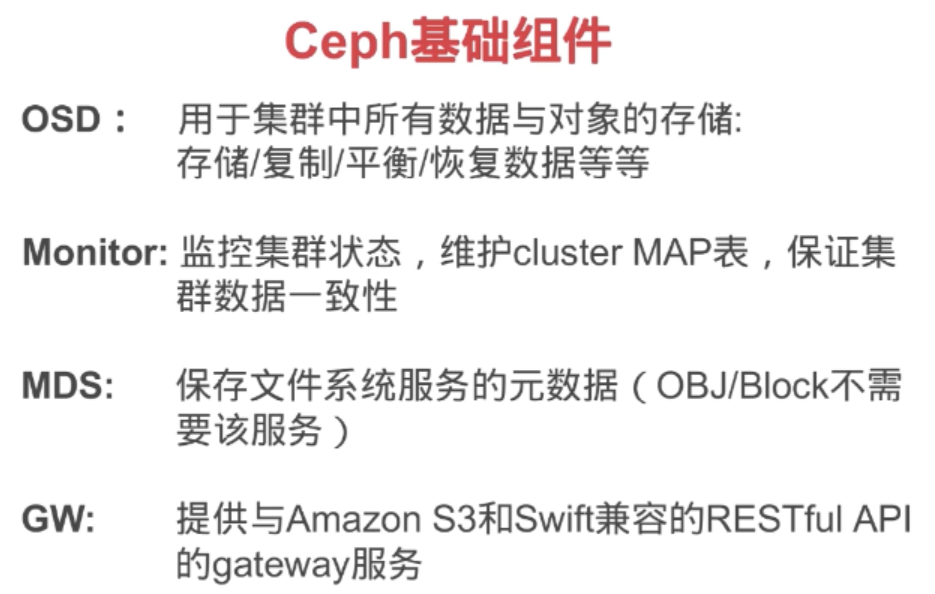 Ceph基础组件
OSD： 用于集群中所有数据与对象的存储:
存储/复制/平衡/恢复数据等等
Monitor: 监控集群状态，维护cluster MAP表，保证集
群数据一致性
MDS: 保存文件系统服务的元数据（OBJ/Block不需
要该服务）
GW: 提供与Amazon S3和Swift兼容的RESTful API
的gateway服务